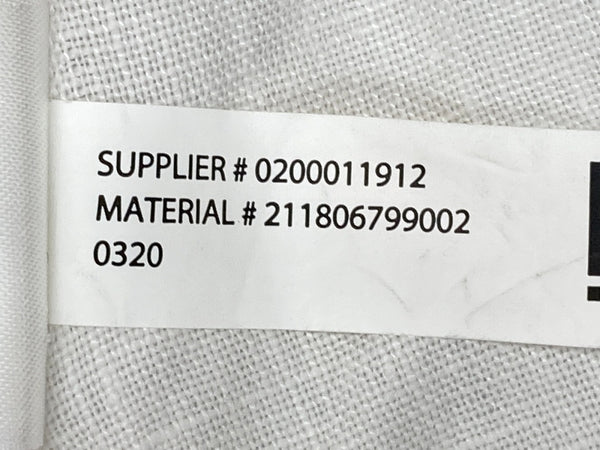 SUPPLIER # 0200011912
MATERIAL # 211806799002
0320